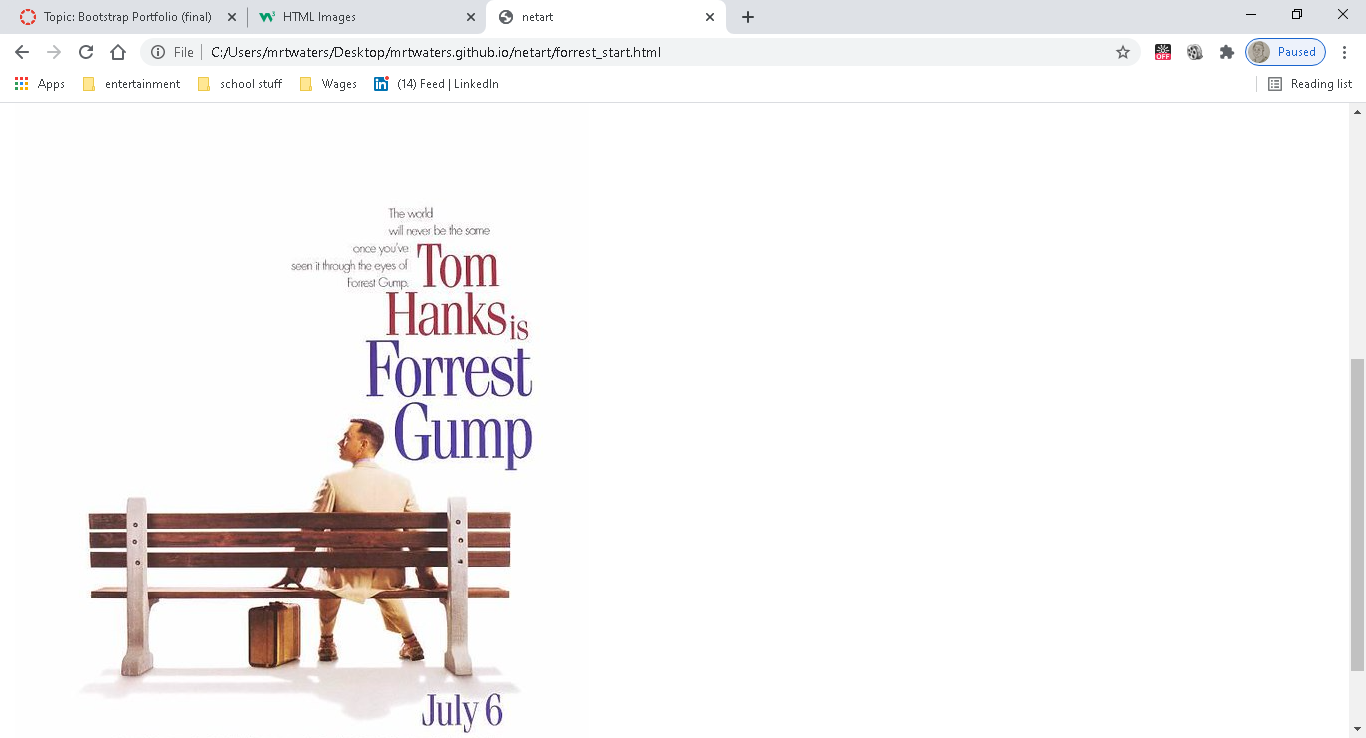 Topic: Bootstrap Portfolio (final)
HTML Images
netart
File
C:/Users/mrtwaters/Desktop/mrtwaters.github.io/netart/forrest_start.html
OFF
Paused
Apps
entertainment
school stuff
Wages
(14) Feed | LinkedIn
Reading list
The world
will never be the same
once you've
seen it through the eyes of
Forrest Gump.
Tom
Hanks is
Forrest
Gump
July 6